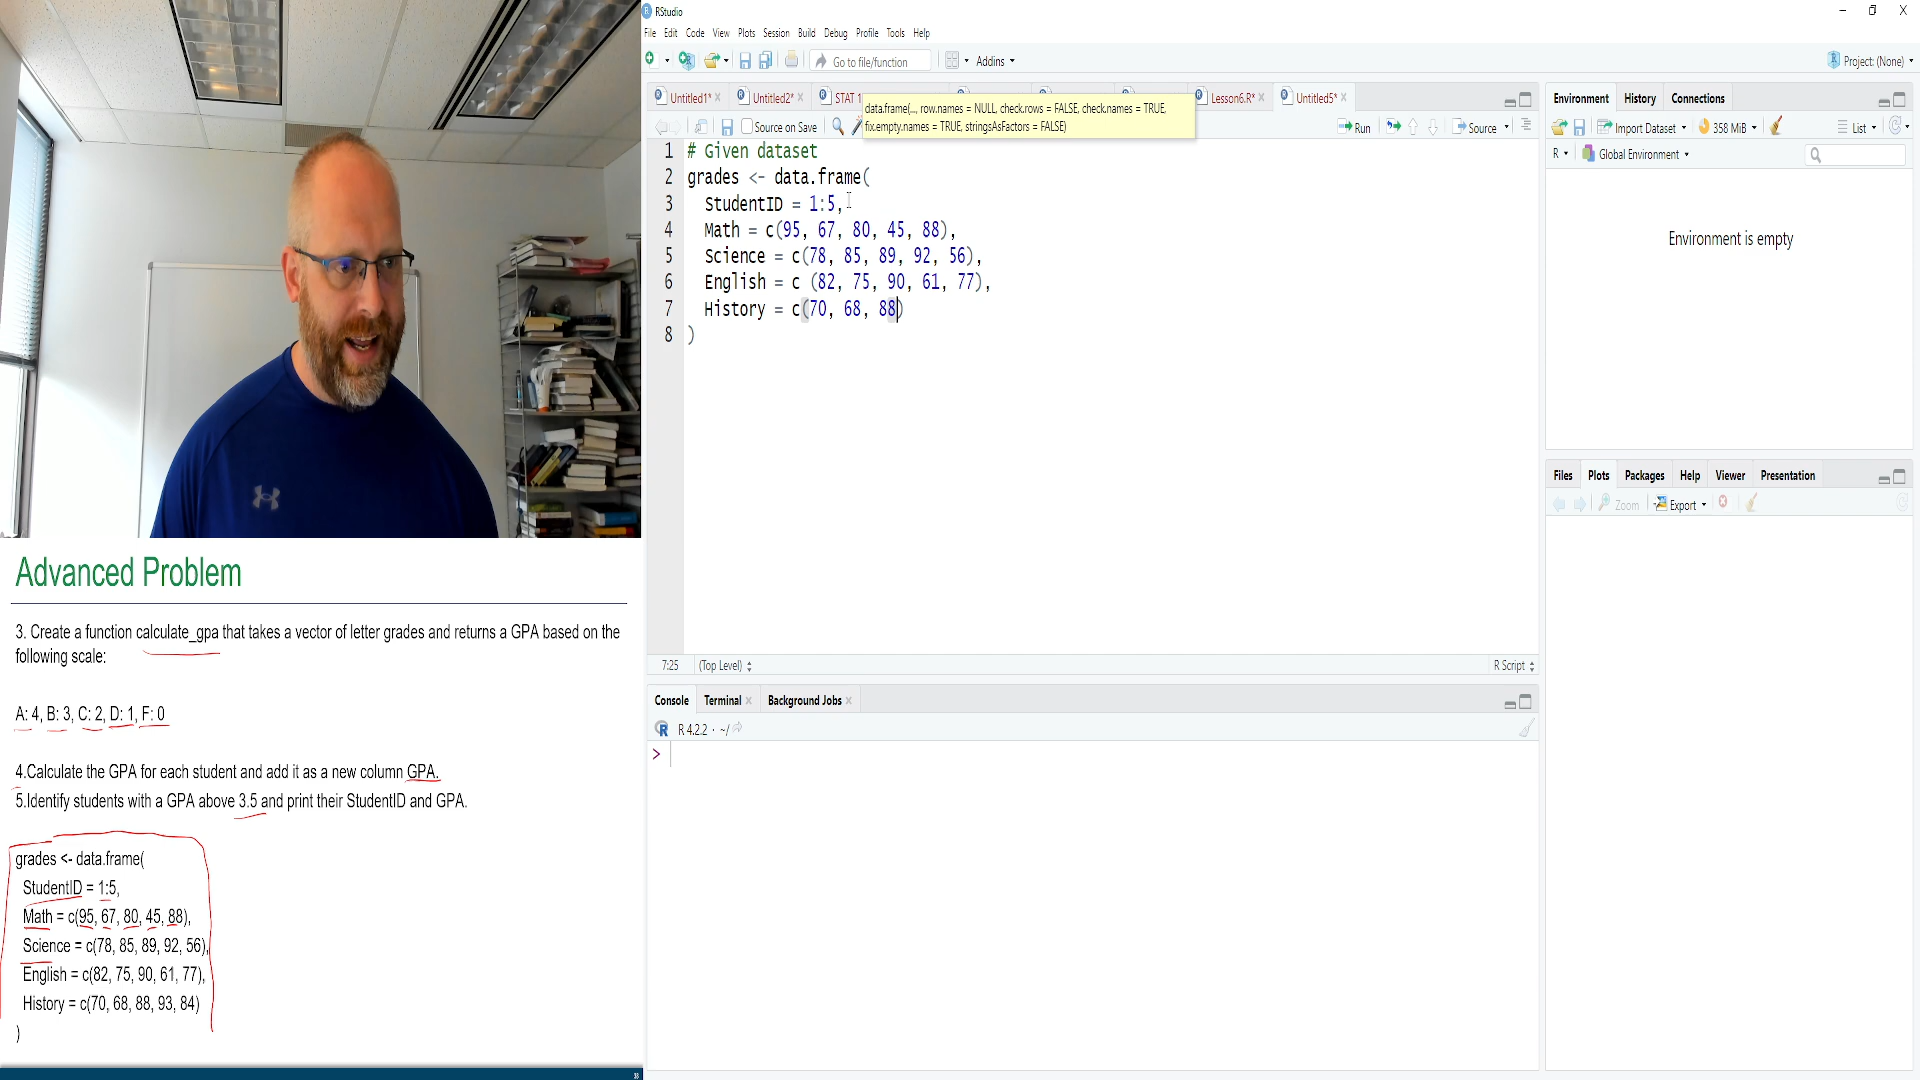 RStudio
File Edit Code View Plots Session Build Debug Profile Tools Help
Go to file/function Addins Project: (None)
Untitled1* Untitled2* STAT 1 Lesson6.R* Untitled5*
data.frame(..., row.names = NULL, check.rows = FALSE, check.names = TRUE,
fix.empty.names = TRUE, stringsAsFactors = FALSE)
Source on Save Run Source
1 # Given dataset
2 grades <- data.frame(
3 StudentID = 1:5,
4 Math = c(95, 67, 80, 45, 88),
5 Science = c(78, 85, 89, 92, 56),
6 English = c (82, 75, 90, 61, 77),
7 History = c(70, 68, 88)
8 )
7:25 (Top Level) R Script
Console Terminal Background Jobs
R 4.2.2 · ~/
>
Environment History Connections
Import Dataset 358 MiB List
R Global Environment
Environment is empty
Files Plots Packages Help Viewer Presentation
Zoom Export
Advanced Problem
3. Create a function calculate_gpa that takes a vector of letter grades and returns a GPA based on the
following scale:
A: 4, B: 3, C: 2, D: 1, F: 0
4.Calculate the GPA for each student and add it as a new column GPA.
5.Identify students with a GPA above 3.5 and print their StudentID and GPA.
grades <- data.frame(
StudentID = 1:5,
Math = c(95, 67, 80, 45, 88),
Science = c(78, 85, 89, 92, 56),
English = c(82, 75, 90, 61, 77),
History = c(70, 68, 88, 93, 84)
)